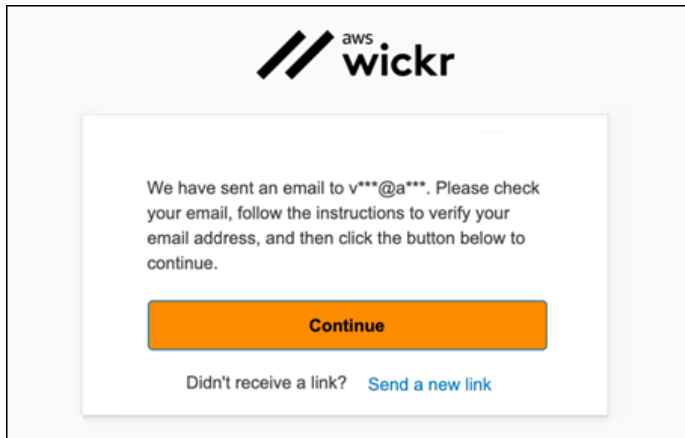 aws
wickr
We have sent an email to v***@a***. Please check
your email, follow the instructions to verify your
email address, and then click the button below to
continue.
Continue
Didn't receive a link? Send a new link